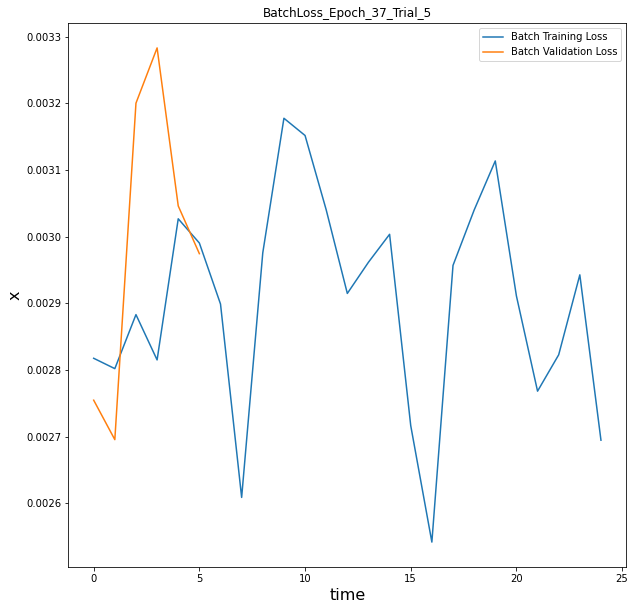 BatchLoss_Epoch_37_Trial_5
Batch Training Loss
Batch Validation Loss
0.0033
0.0032
0.0031
0.0030
0.0029
0.0028
0.0027
0.0026
x
0 5 10 15 20 25
time